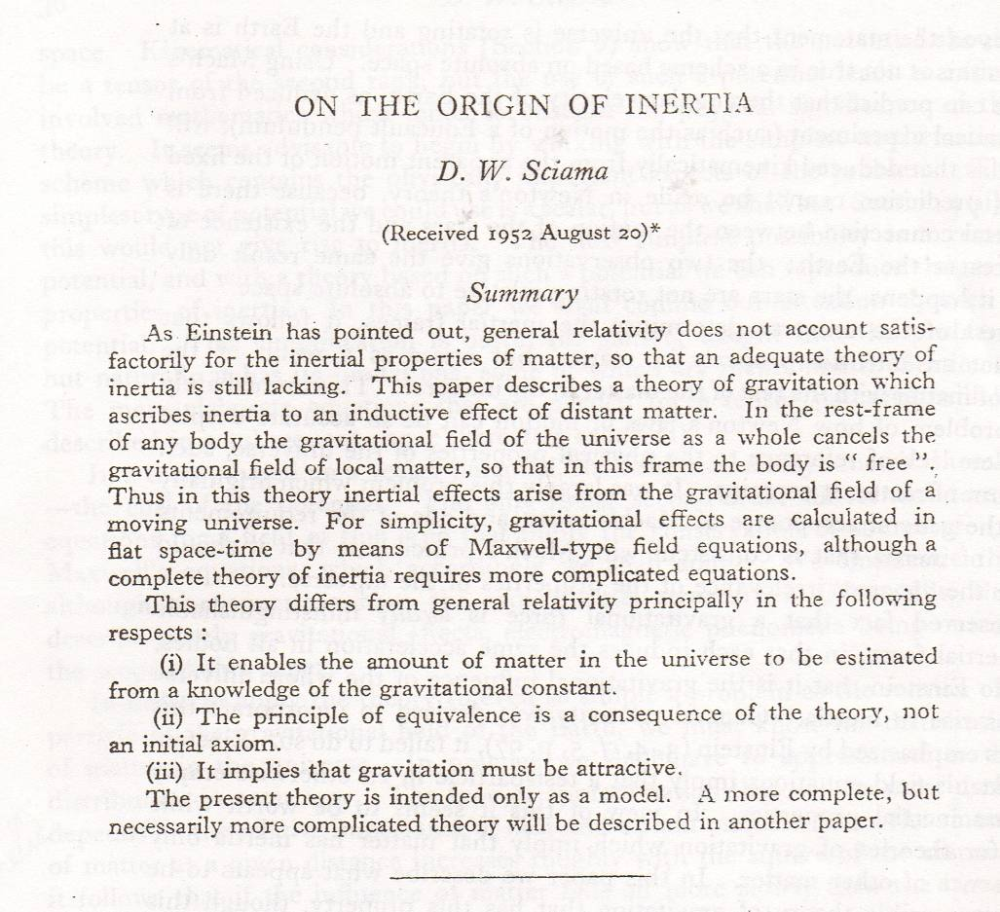 ON THE ORIGIN OF INERTIA
D. W. Sciama
(Received 1952 August 20)*
Summary
As Einstein has pointed out, general relativity does not account satis-
factorily for the inertial properties of matter, so that an adequate theory of
inertia is still lacking. This paper describes a theory of gravitation which
ascribes inertia to an inductive effect of distant matter. In the rest-frame
of any body the gravitational field of the universe as a whole cancels the
gravitational field of local matter, so that in this frame the body is “ free ”.
Thus in this theory inertial effects arise from the gravitational field of a
moving universe. For simplicity, gravitational effects are calculated in
flat space-time by means of Maxwell-type field equations, although a
complete theory of inertia requires more complicated equations.
This theory differs from general relativity principally in the following
respects :
(i) It enables the amount of matter in the universe to be estimated
from a knowledge of the gravitational constant.
(ii) The principle of equivalence is a consequence of the theory, not
an initial axiom.
(iii) It implies that gravitation must be attractive.
The present theory is intended only as a model. A more complete, but
necessarily more complicated theory will be described in another paper.